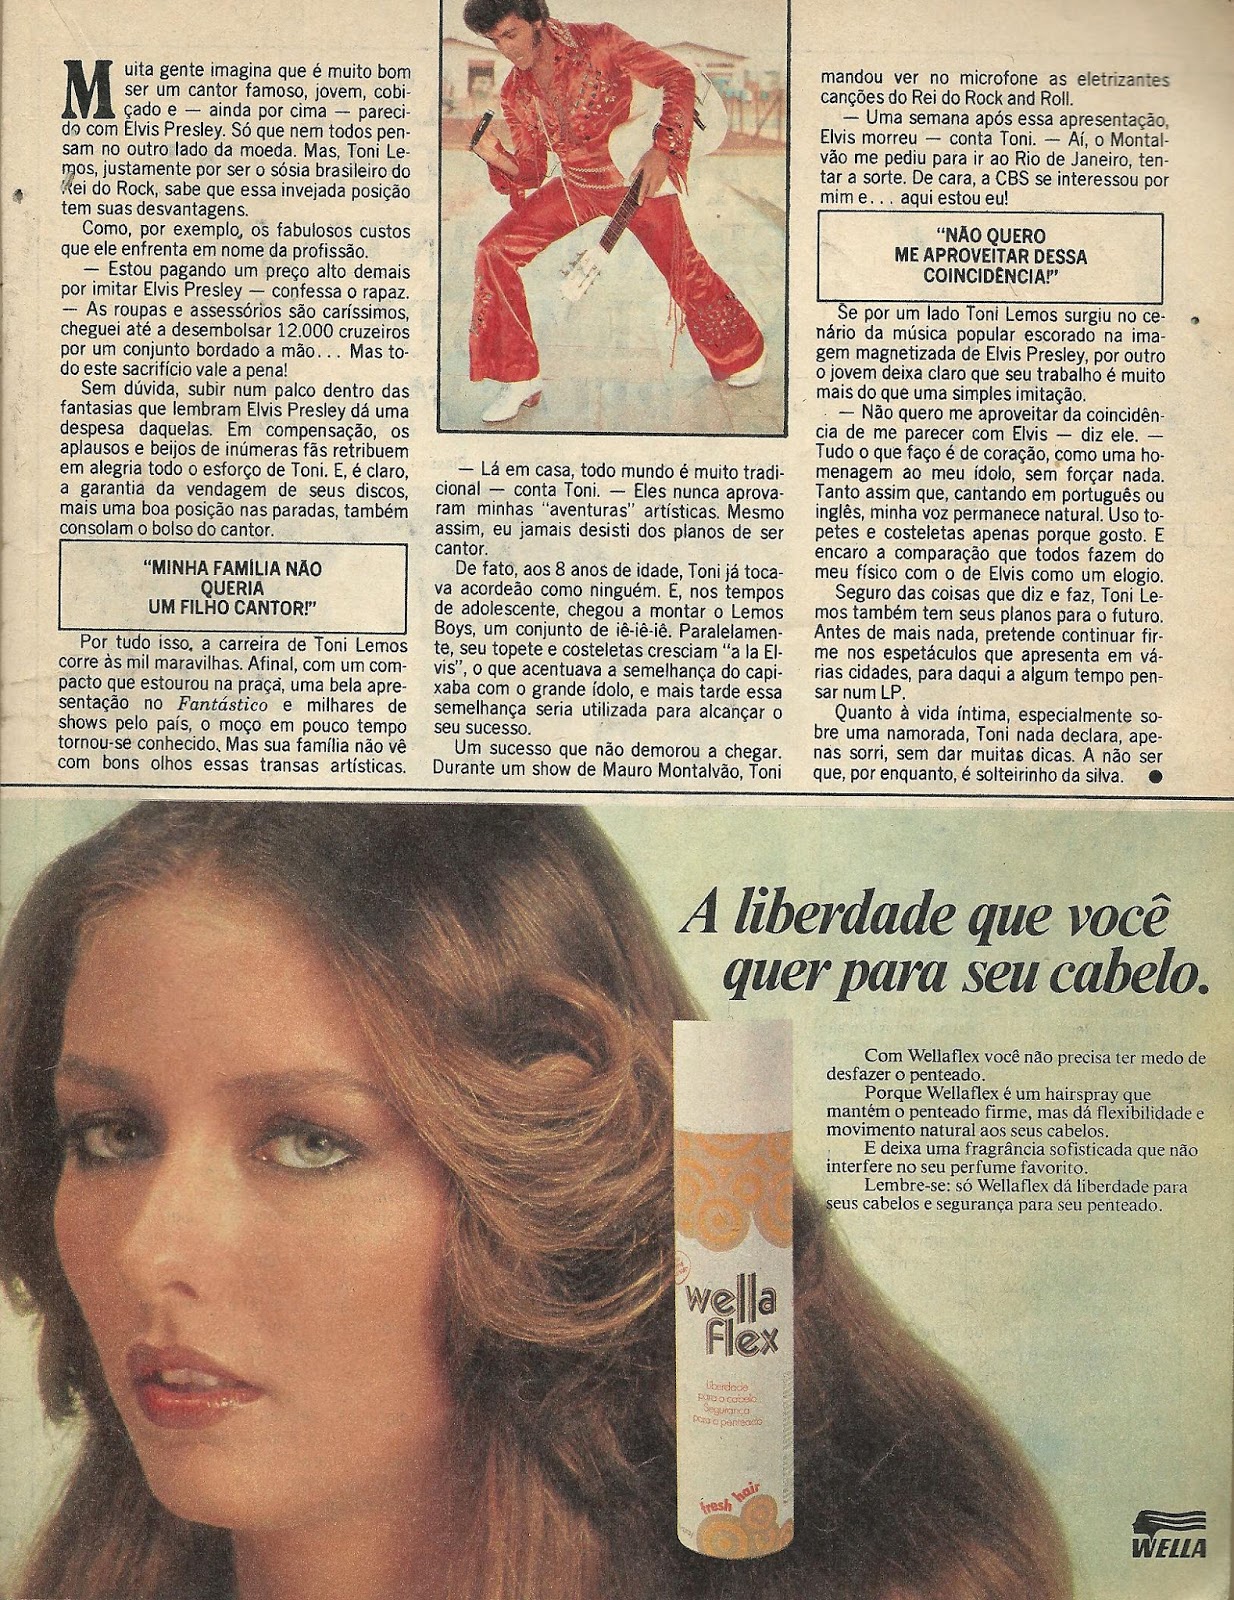 Muita gente imagina que é muito bom
ser um cantor famoso, jovem, cobi-
çado e — ainda por cima — pareci-
do com Elvis Presley. Só que nem todos pen-
sam no outro lado da moeda. Mas, Toni Le-
mos, justamente por ser o sósia brasileiro do
Rei do Rock, sabe que essa invejada posição
tem suas desvantagens.
Como, por exemplo, os fabulosos custos
que ele enfrenta em nome da profissão.
— Estou pagando um preço alto demais
por imitar Elvis Presley — confessa o rapaz.
— As roupas e assessórios são caríssimos,
cheguei até a desembolsar 12.000 cruzeiros
por um conjunto bordado a mão... Mas to-
do este sacrifício vale a pena!
Sem dúvida, subir num palco dentro das
fantasias que lembram Elvis Presley dá uma
despesa daquelas. Em compensação, os
aplausos e beijos de inúmeras fãs retribuem
em alegria todo o esforço de Toni. E, é claro,
a garantia da vendagem de seus discos,
mais uma boa posição nas paradas, também
consolam o bolso do cantor.
“MINHA FAMÍLIA NÃO
QUERIA
UM FILHO CANTOR!”
Por tudo isso, a carreira de Toni Lemos
corre às mil maravilhas. Afinal, com um com-
pacto que estourou na praça, uma bela apre-
sentação no Fantástico e milhares de
shows pelo país, o moço em pouco tempo
tornou-se conhecido. Mas sua família não vê
com bons olhos essas transas artísticas.
— Lá em casa, todo mundo é muito tradi-
cional — conta Toni. — Eles nunca aprova-
ram minhas “aventuras” artísticas. Mesmo
assim, eu jamais desisti dos planos de ser
cantor.
De fato, aos 8 anos de idade, Toni já toca-
va acordeão como ninguém. E, nos tempos
de adolescente, chegou a montar o Lemos
Boys, um conjunto de iê-iê-iê. Paralelamen-
te, seu topete e costeletas cresciam “a la El-
vis”, o que acentuava a semelhança do capi-
xaba com o grande ídolo, e mais tarde essa
semelhança seria utilizada para alcançar o
seu sucesso.
Um sucesso que não demorou a chegar.
Durante um show de Mauro Montalvão, Toni
mandou ver no microfone as eletrizantes
canções do Rei do Rock and Roll.
— Uma semana após essa apresentação,
Elvis morreu — conta Toni. — Aí, o Montal-
vão me pediu para ir ao Rio de Janeiro, ten-
tar a sorte. De cara, a CBS se interessou por
mim e... aqui estou eu!
“NÃO QUERO
ME APROVEITAR DESSA
COINCIDÊNCIA!”
Se por um lado Toni Lemos surgiu no ce-
nário da música popular escorado na ima-
gem magnetizada de Elvis Presley, por outro
o jovem deixa claro que seu trabalho é muito
mais do que uma simples imitação.
— Não quero me aproveitar da coincidên-
cia de me parecer com Elvis — diz ele. —
Tudo o que faço é de coração, como uma ho-
menagem ao meu ídolo, sem forçar nada.
Tanto assim que, cantando em português ou
inglês, minha voz permanece natural. Uso to-
petes e costeletas apenas porque gosto. E
encaro a comparação que todos fazem do
meu físico com o de Elvis como um elogio.
Seguro das coisas que diz e faz, Toni Le-
mos também tem seus planos para o futuro.
Antes de mais nada, pretende continuar fir-
me nos espetáculos que apresenta em vá-
rias cidades, para daqui a algum tempo pen-
sar num LP.
Quanto à vida íntima, especialmente so-
bre uma namorada, Toni nada declara, ape-
nas sorri, sem dar muitas dicas. A não ser
que, por enquanto, é solteirinho da silva. ●
A liberdade que você
quer para seu cabelo.
Com Wellaflex você não precisa ter medo de
desfazer o penteado.
Porque Wellaflex é um hairspray que
mantém o penteado firme, mas dá flexibilidade e
movimento natural aos seus cabelos.
E deixa uma fragrância sofisticada que não
interfere no seu perfume favorito.
Lembre-se: só Wellaflex dá liberdade para
seus cabelos e segurança para seu penteado.
wella
flex
Liberdade
para o cabelo
Segurança
para o penteado
fresh hair
WELLA